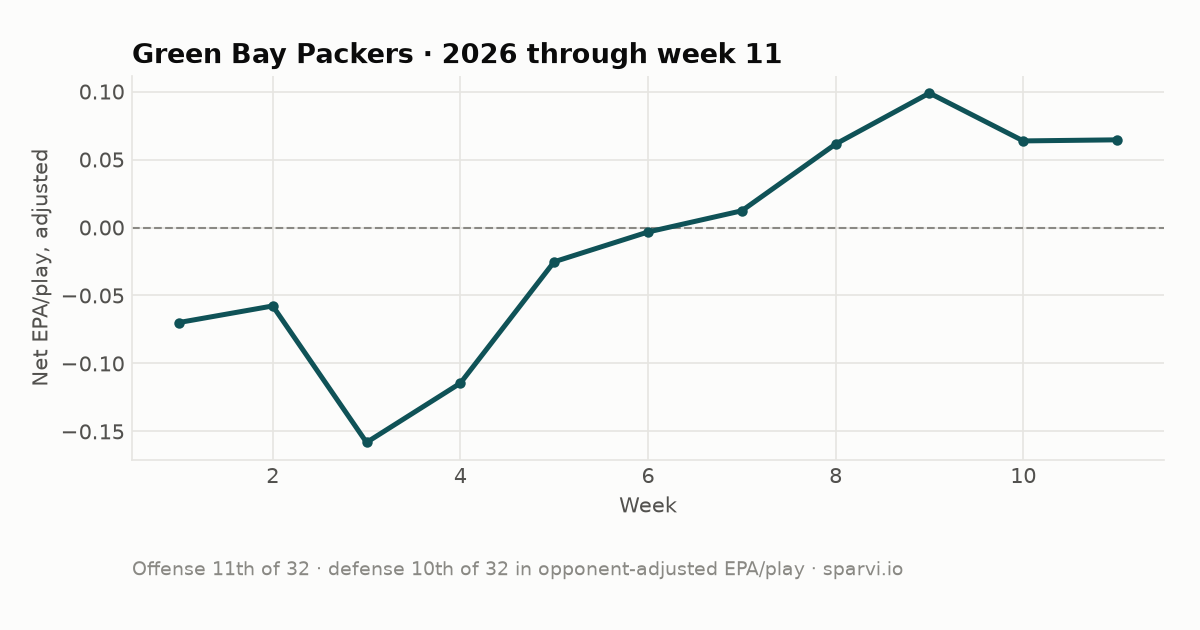 Green Bay Packers · 2026 through week 11
Net EPA/play, adjusted
0.10
0.05
0.00
−0.05
−0.10
−0.15
2 4 6 8 10
Week
Offense 11th of 32 · defense 10th of 32 in opponent-adjusted EPA/play · sparvi.io